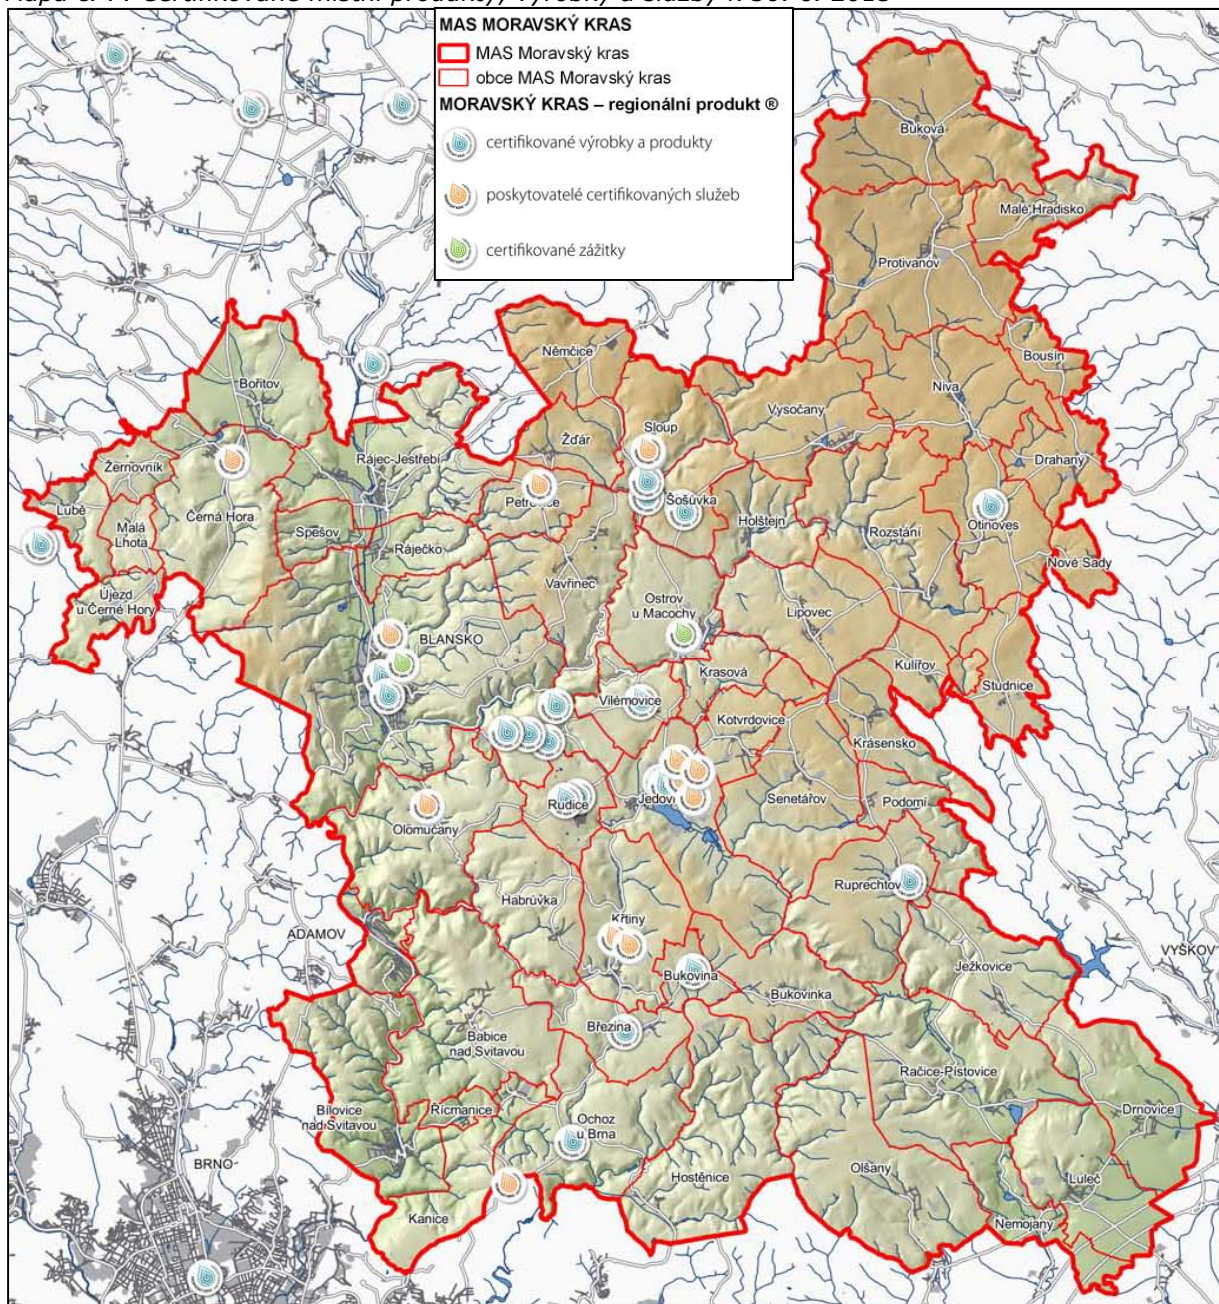 MAS MORAVSKÝ KRAS
MAS Moravský kras
obce MAS Moravský kras
MORAVSKÝ KRAS – regionální produkt ®
certifikované výrobky a produkty
poskytovatelé certifikovaných služeb
certifikované zážitky
Buková
Malé Hradisko
Protivanov
Bousín
Němčice
Bořitov
Niva
Vysočany
Sloup
Žďár
Rájec-Jestřebí
Drahany
Žernovník
Petrovice
Šošůvka
Lubě
Černá Hora
Holštejn
Otinoves
Malá
Lhota
Spešov
Rozstání
Ráječko
Nové Sady
Vavřinec
Újezd
u Černé Hory
Ostrov
u Macochy
Lipovec
BLANSKO
Krasová
Kulířov
Studnice
Vilémovice
Kotvrdovice
Krásensko
Rudice
Jedov
Senetářov
Podomí
Olomučany
Ruprechtov
Habrůvka
Křtiny
ADAMOV
VYŠKOV
Bukovina
Ježkovice
Bukovinka
Březina
Babice
nad Svitavou
Račice-Pístovice
Bílovice
nad Svitavou
Řícmanice
Ochoz
u Brna
Drnovice
BRNO
Hostěnice
Olšany
Luleč
Kanice
Nemojany